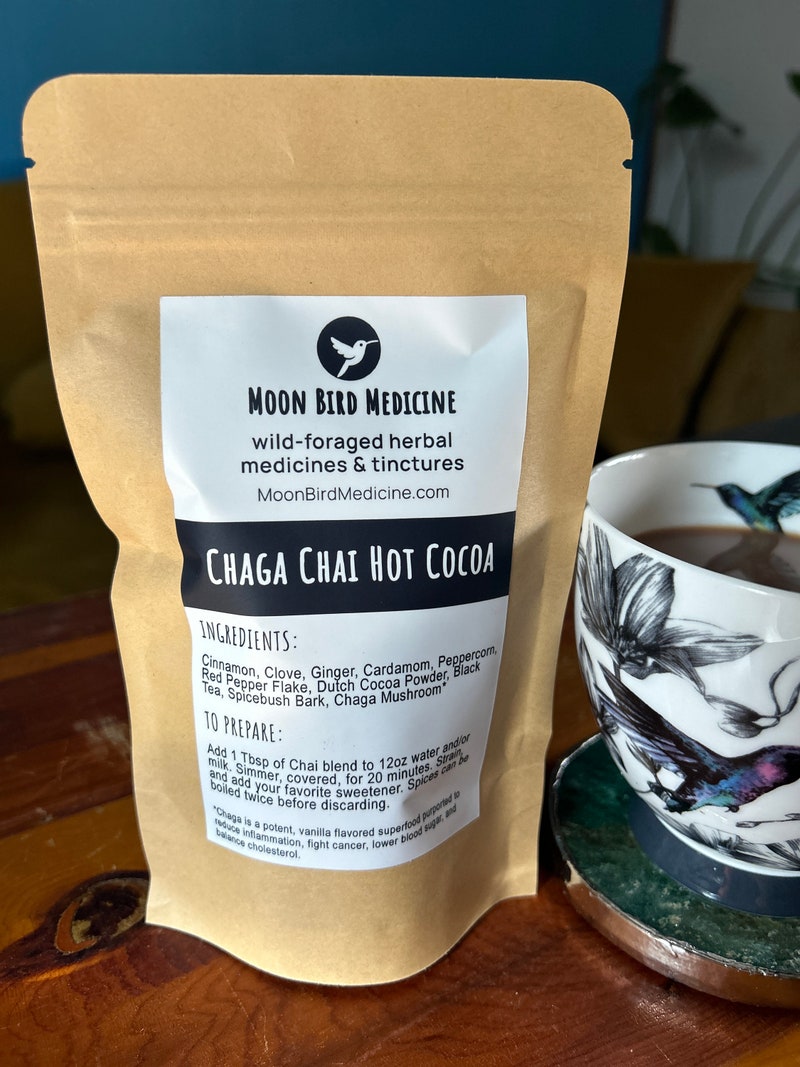 MOON BIRD MEDICINE
wild-foraged herbal
medicines & tinctures
MoonBirdMedicine.com
CHAGA CHAI HOT COCOA
INGREDIENTS:
Cinnamon, Clove, Ginger, Cardamom, Peppercorn,
Red Pepper Flake, Dutch Cocoa Powder, Black
Tea, Spicebush Bark, Chaga Mushroom*
TO PREPARE:
Add 1 Tbsp of Chai blend to 12oz water and/or
milk. Simmer, covered, for 20 minutes. Strain,
and add your favorite sweetener. Spices can be
boiled twice before discarding.
*Chaga is a potent, vanilla flavored superfood purported to
reduce inflammation, fight cancer, lower blood sugar, and
balance cholesterol.